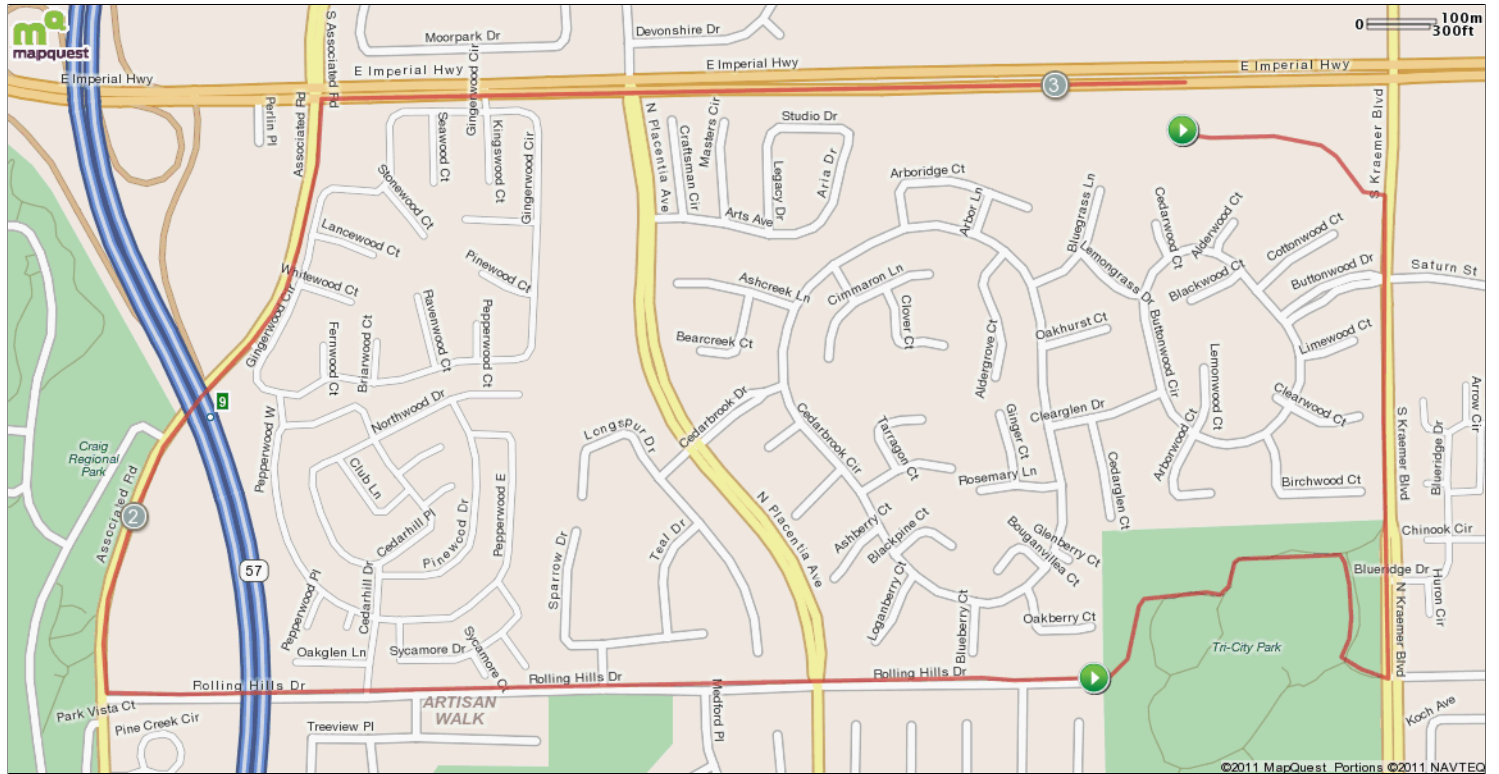 mapquest
0
100m
300ft
Moorpark Dr
Devonshire Dr
S Associated Rd
E Imperial Hwy
E Imperial Hwy
E Imperial Hwy
E Imperial Hwy
Gingerwood Cir
3
Perlin Pl
Associated Rd
Seawood Ct
Kingswood Ct
Gingerwood Cir
N Placentia Ave
Craftsman Cir
Masters Cir
Studio Dr
Legacy Dr
Aria Dr
Arts Ave
S Kraemer Blvd
Stonewood Ct
Arboridge Ct
Arbor Ln
Bluegrass Ln
Cedarwood Ct
Alderwood Ct
Cottonwood Ct
Lancewood Ct
Whitewood Ct
Pinewood Ct
Lemongrass Dr
Blackwood Ct
Buttonwood Dr
Saturn St
Ashcreek Ln
Cimmaron Ln
Clover Ct
Bearcreek Ct
Gingerwood Cir
Fernwood Ct
Briarwood Ct
Ravenwood Ct
Pepperwood Ct
Aldergrove Ct
Oakhurst Ct
Buttonwood Cir
Limewood Ct
Lemonwood Ct
Clearwood Ct
Arrow Cir
9
Northwood Dr
Pepperwood W
Longspur Dr
Cedarbrook Dr
Cedarbrook Cir
Tarragon Ct
Ginger Ct
Clearglen Dr
Arborwood Ct
S Kraemer Blvd
Blueridge Dr
Craig
Regional
Park
Associated Rd
2
Club Ln
Cedarhill Pl
Pinewood Dr
Pepperwood E
Rosemary Ln
Cedarglen Ct
Birchwood Ct
N Placentia Ave
Ashberry Ct
Blackpine Ct
Bouganvillea Ct
Glenberry Ct
Chinook Cir
57
Sparrow Dr
Teal Dr
Cedarhill Dr
Pepperwood Pl
Loganberry Ct
Blueberry Ct
Oakberry Ct
Blueridge Dr
Huron Cir
N Kraemer Blvd
Oakglen Ln
Sycamore Dr
Sycamore Ct
Tri-City Park
Rolling Hills Dr
Rolling Hills Dr
Rolling Hills Dr
Park Vista Ct
Pine Creek Cir
Treeview Pl
ARTISAN
WALK
Medford Pl
Koch Ave
©2011 MapQuest Portions ©2011 NAVTEQ